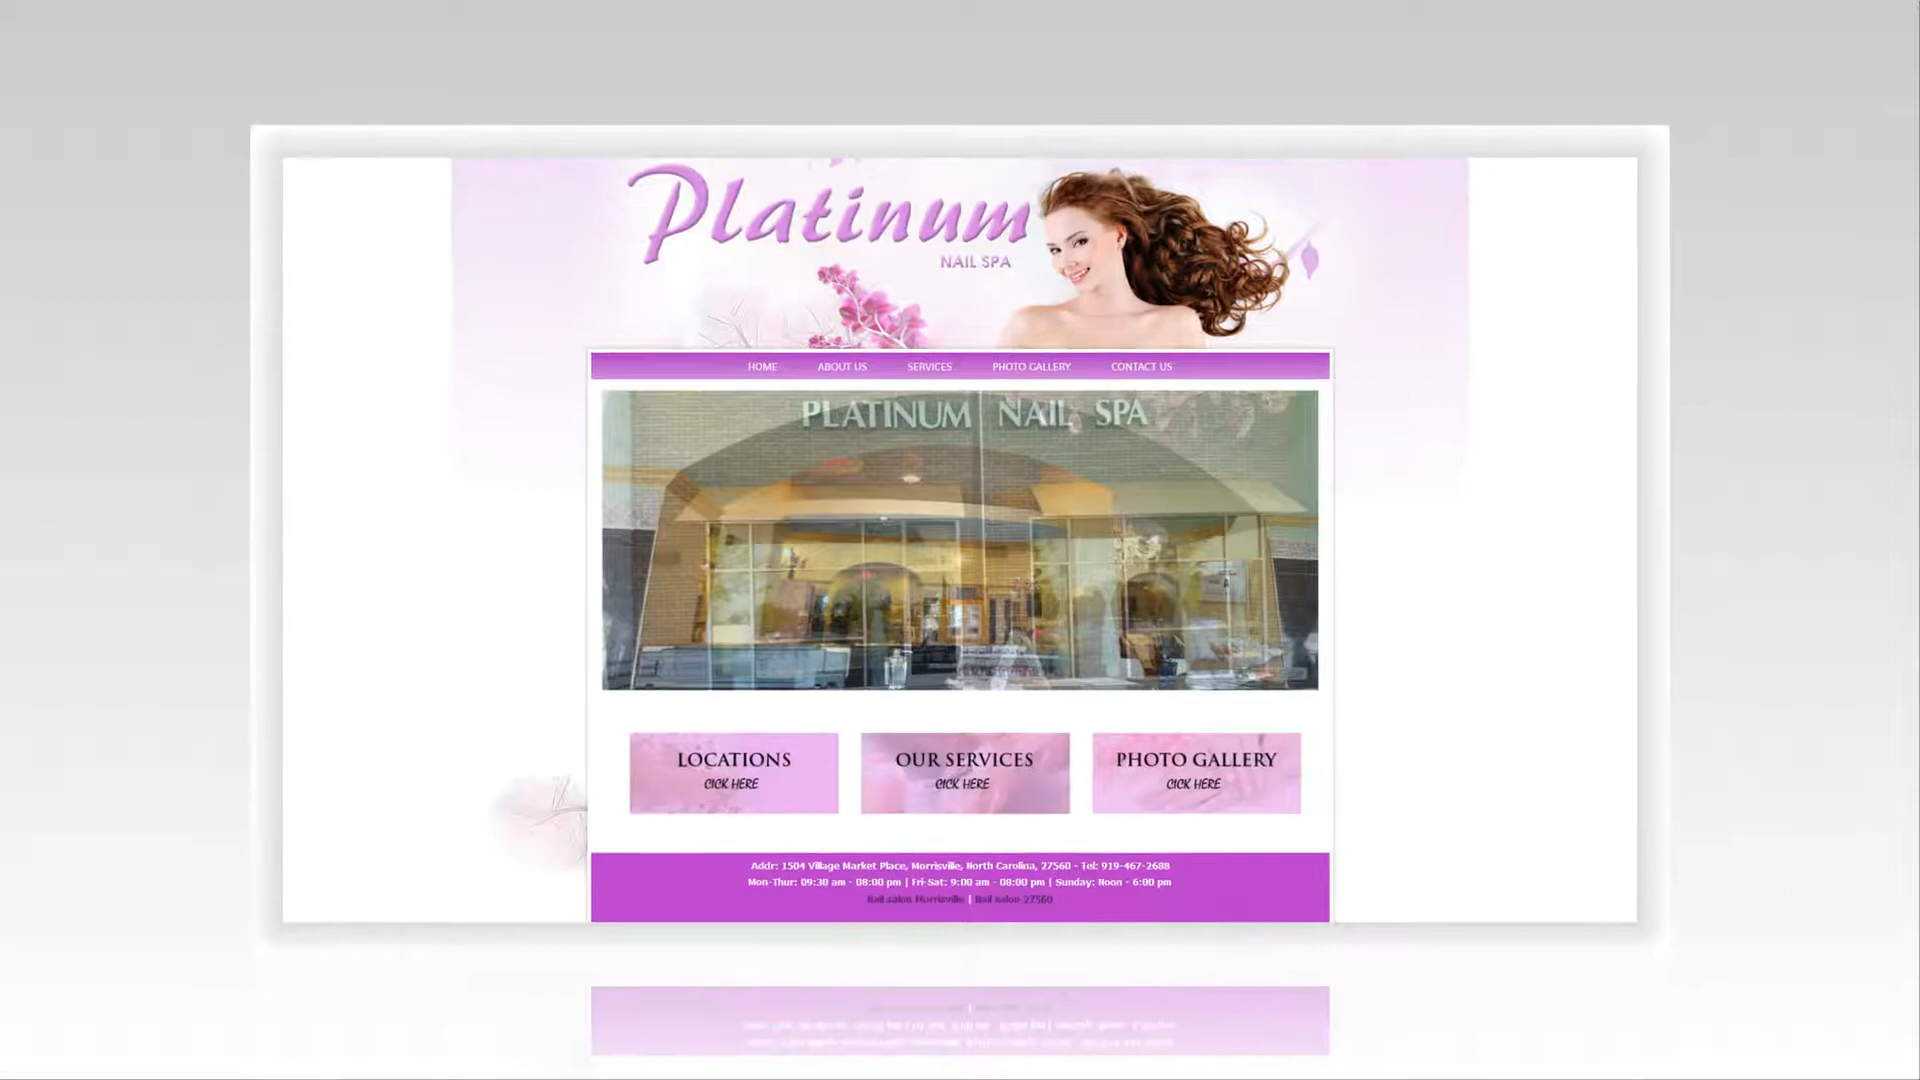 Platinum
NAIL SPA
HOME ABOUT US SERVICES PHOTO GALLERY CONTACT US
PLATINUM NAIL SPA
LOCATIONS
CICK HERE
OUR SERVICES
CICK HERE
PHOTO GALLERY
CICK HERE
Addr: 1504 Village Market Place, Morrisville, North Carolina, 27560 - Tel: 919-467-2688
Mon-Thur: 09:30 am - 08:00 pm | Fri-Sat: 9:00 am - 08:00 pm | Sunday: Noon - 6:00 pm
Nail salon Morrisville | Nail salon 27560